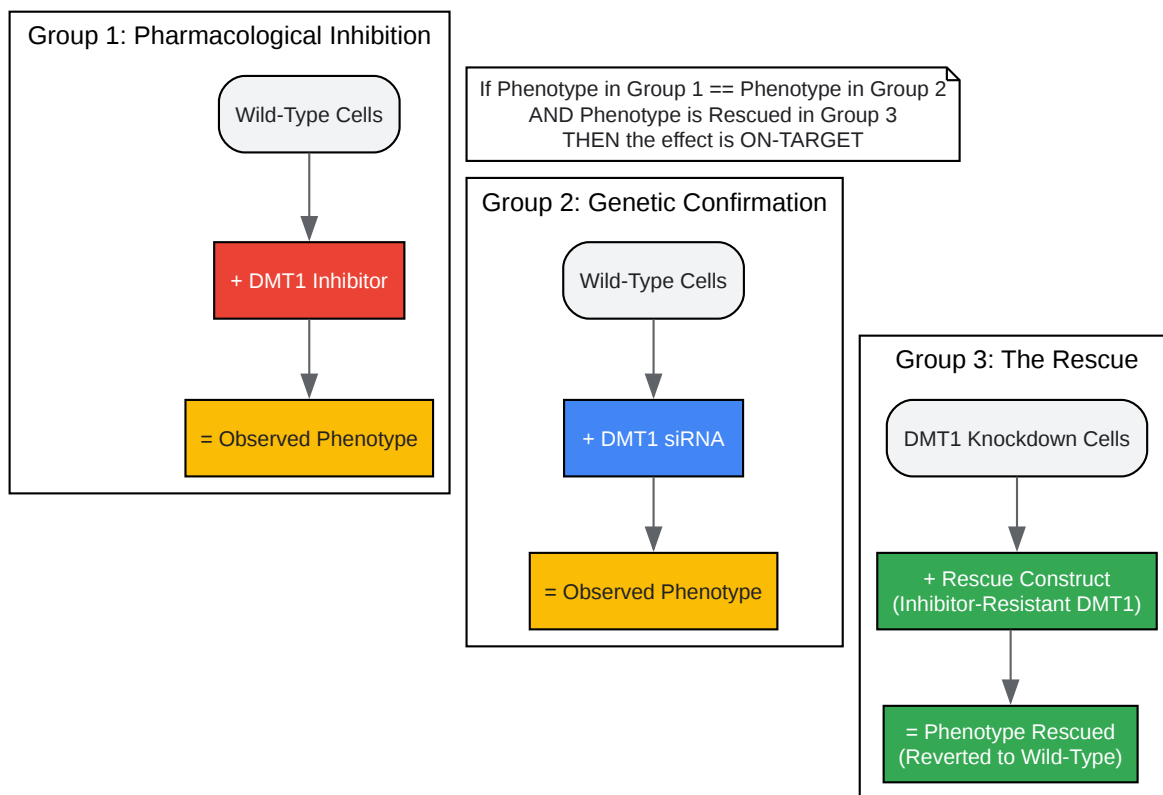 Group 1: Pharmacological Inhibition
Wild-Type Cells
+ DMT1 Inhibitor
= Observed Phenotype
If Phenotype in Group 1 == Phenotype in Group 2
AND Phenotype is Rescued in Group 3
THEN the effect is ON-TARGET
Group 2: Genetic Confirmation
Wild-Type Cells
+ DMT1 siRNA
= Observed Phenotype
Group 3: The Rescue
DMT1 Knockdown Cells
+ Rescue Construct
(Inhibitor-Resistant DMT1)
= Phenotype Rescued
(Reverted to Wild-Type)